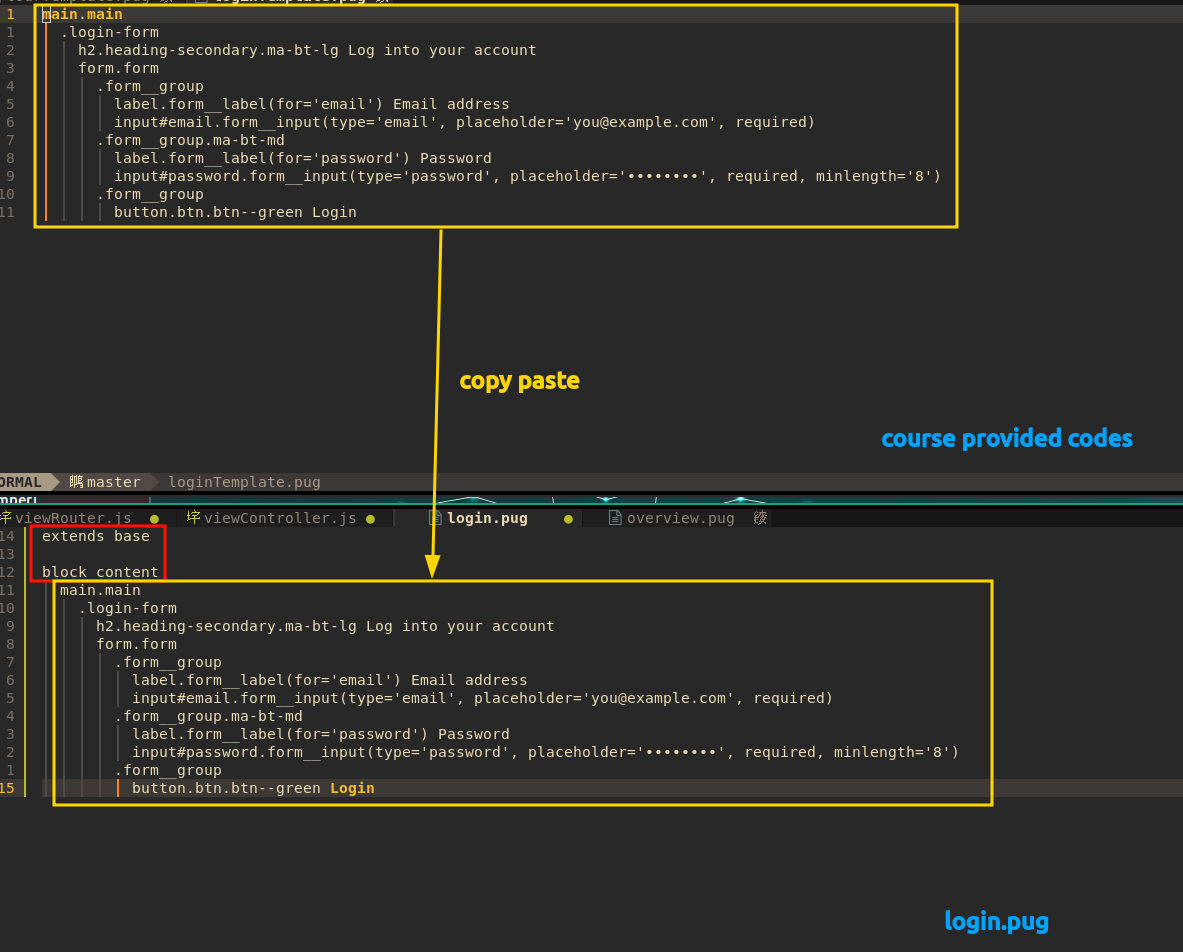 1 main.main
1 .login-form
2 h2.heading-secondary.ma-bt-lg Log into your account
3 form.form
4 .form__group
5 label.form__label(for='email') Email address
6 input#email.form__input(type='email', placeholder='you@example.com', required)
7 .form__group.ma-bt-md
8 label.form__label(for='password') Password
9 input#password.form__input(type='password', placeholder='••••••••', required, minlength='8')
10 .form__group
11 button.btn.btn--green Login
copy paste
course provided codes
ORMAL master loginTemplate.pug
viewRouter.js viewController.js login.pug overview.pug
14 extends base
13
12 block content
11 main.main
10 .login-form
9 h2.heading-secondary.ma-bt-lg Log into your account
8 form.form
7 .form__group
6 label.form__label(for='email') Email address
5 input#email.form__input(type='email', placeholder='you@example.com', required)
4 .form__group.ma-bt-md
3 label.form__label(for='password') Password
2 input#password.form__input(type='password', placeholder='••••••••', required, minlength='8')
1 .form__group
15 button.btn.btn--green Login
login.pug